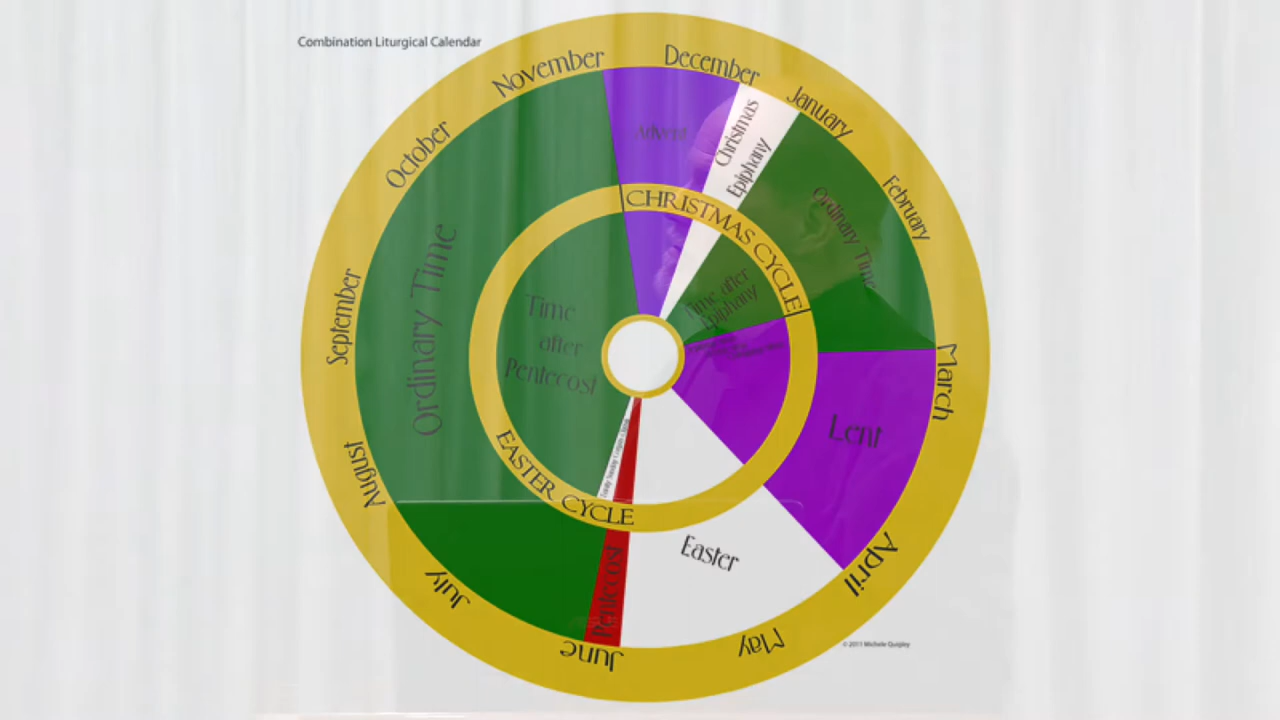 Combination Liturgical Calendar
December
January
February
March
April
May
June
July
August
September
October
November
Advent
Christmas
Epiphany
Ordinary Time
Lent
Easter
Pentecost
Ordinary Time
CHRISTMAS CYCLE
EASTER CYCLE
Time after
Epiphany
Time
after
Pentecost
© 2011 Michele Quigley